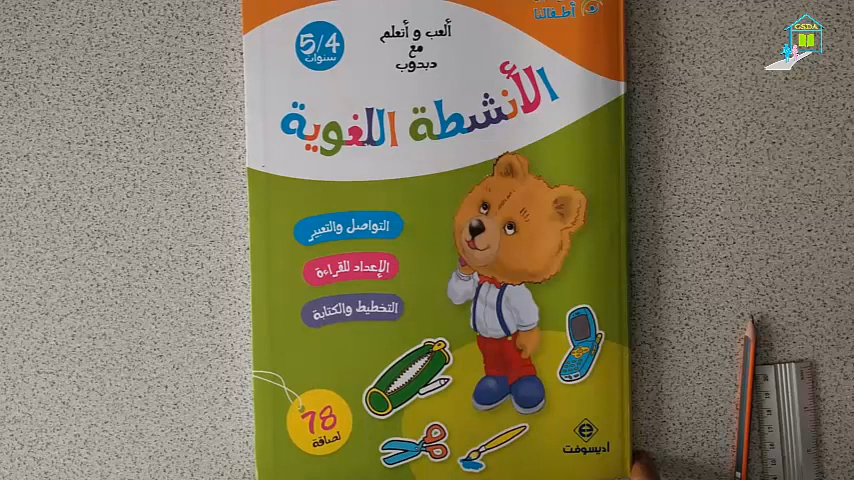 أطفالنا
CSDA
ألعب و أتعلم
مع
دبدوب
5/4
سنوات
الأنشطة اللغوية
التواصل والتعبير
الإعداد للقراءة
التخطيط والكتابة
78
لصاقة
اديسوفت